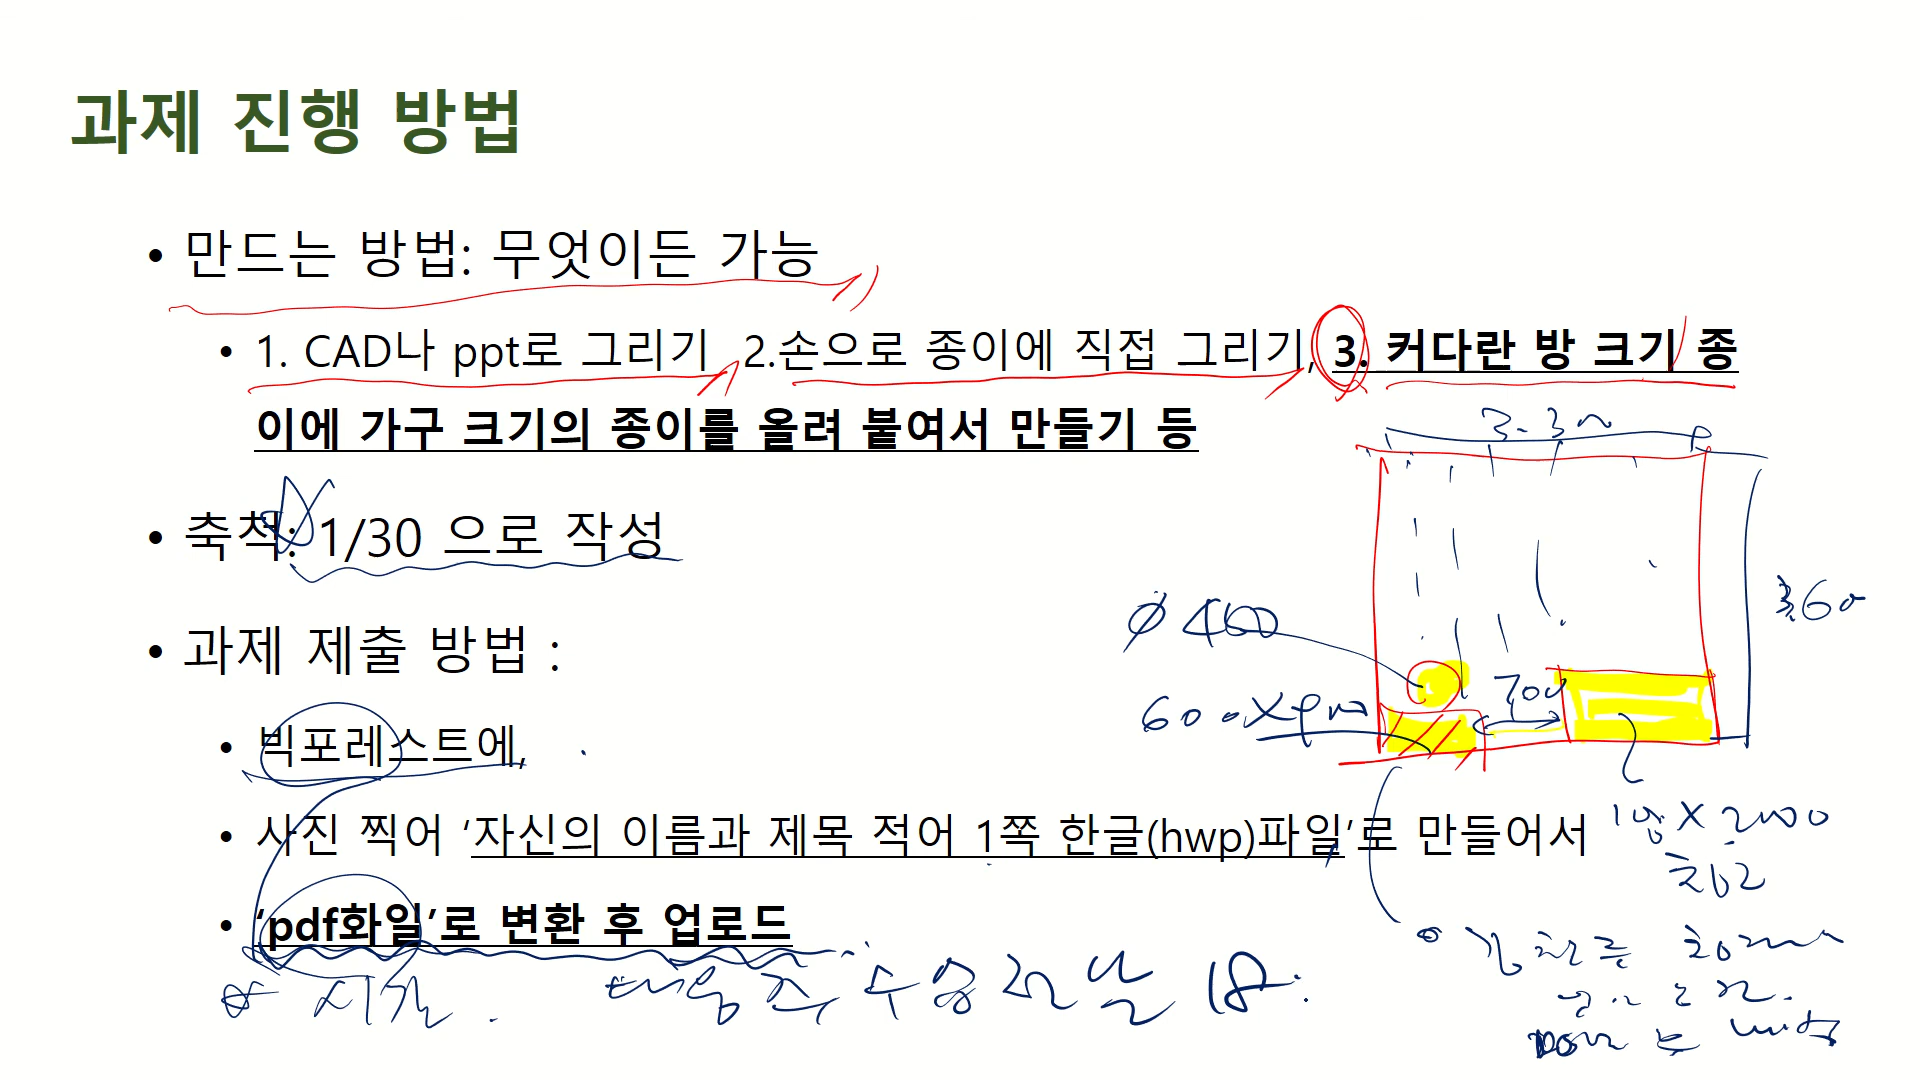 과제 진행 방법
• 만드는 방법: 무엇이든 가능
• 1. CAD나 ppt로 그리기, 2.손으로 종이에 직접 그리기, 3. 커다란 방 크기 종
이에 가구 크기의 종이를 올려 붙여서 만들기 등
3.3m
• 축척: 1/30 으로 작성
ø 460
360
• 과제 제출 방법 :
700
600x
• 빅포레스트에,
• 사진 찍어 ‘자신의 이름과 제목 적어 1쪽 한글(hwp)파일’로 만들어서
x 2000
• ‘pdf화일’로 변환 후 업로드
다음주 수업 전날